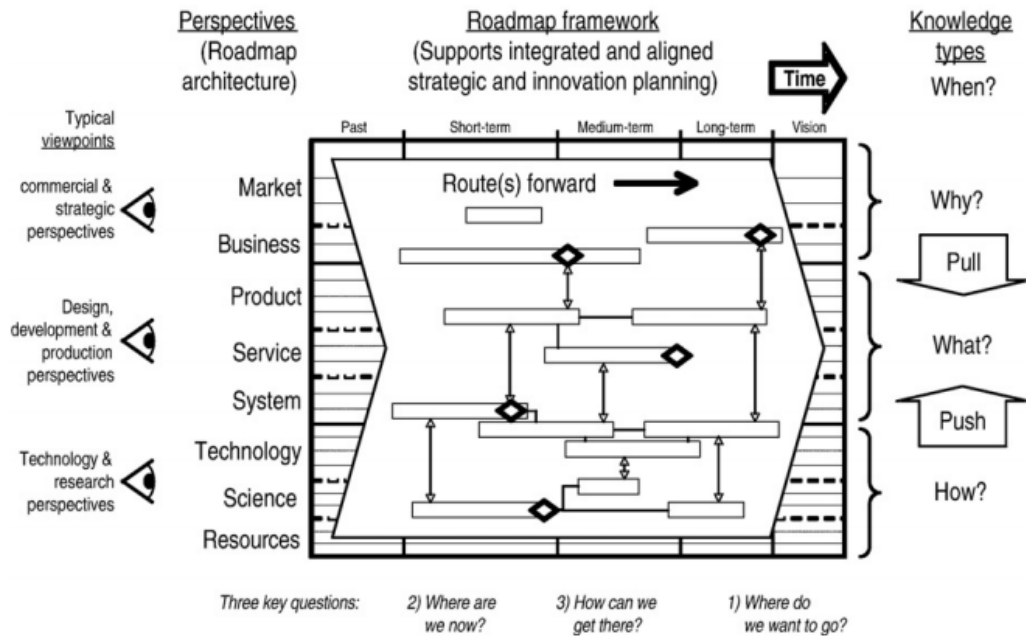 Perspectives
(Roadmap
architecture)
Roadmap framework
(Supports integrated and aligned
strategic and innovation planning)
Time
Knowledge
types
When?
Typical
viewpoints
Past
Short-term
Medium-term
Long-term
Vision
commercial &
strategic
perspectives
Market
Business
Route(s) forward
Why?
Pull
Design,
development &
production
perspectives
Product
Service
System
What?
Push
Technology &
research
perspectives
Technology
Science
Resources
How?
Three key questions:
2) Where are
we now?
3) How can we
get there?
1) Where do
we want to go?